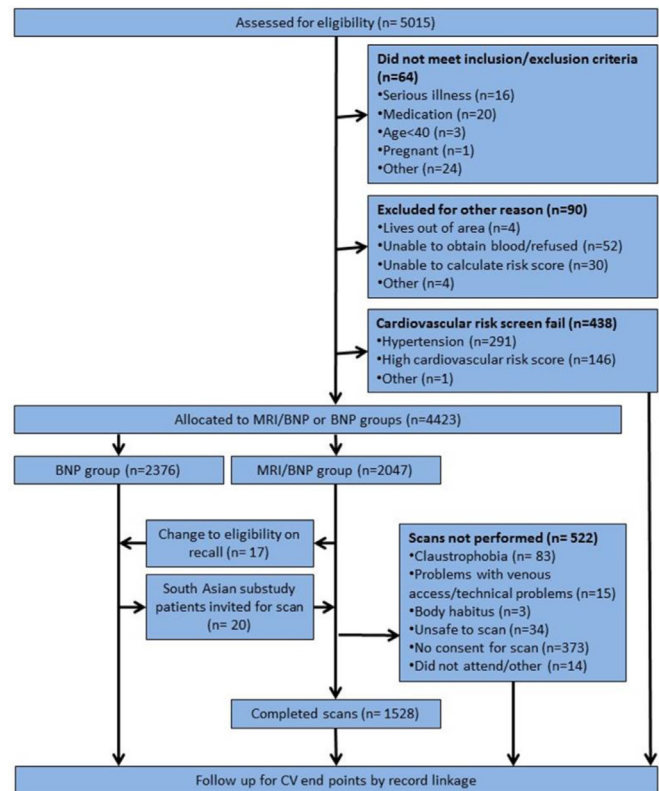 Assessed for eligibility (n= 5015)
Did not meet inclusion/exclusion criteria
(n=64)
•Serious illness (n=16)
•Medication (n=20)
•Age<40 (n=3)
•Pregnant (n=1)
•Other (n=24)
Excluded for other reason (n=90)
•Lives out of area (n=4)
•Unable to obtain blood/refused (n=52)
•Unable to calculate risk score (n=30)
•Other (n=4)
Cardiovascular risk screen fail (n=438)
•Hypertension (n=291)
•High cardiovascular risk score (n=146)
•Other (n=1)
Allocated to MRI/BNP or BNP groups (n=4423)
BNP group (n=2376)
MRI/BNP group (n=2047)
Change to eligibility on
recall (n= 17)
South Asian substudy
patients invited for scan
(n= 20)
Scans not performed (n= 522)
•Claustrophobia (n= 83)
•Problems with venous
access/technical problems (n=15)
•Body habitus (n=3)
•Unsafe to scan (n=34)
•No consent for scan (n=373)
•Did not attend/other (n=14)
Completed scans (n= 1528)
Follow up for CV end points by record linkage